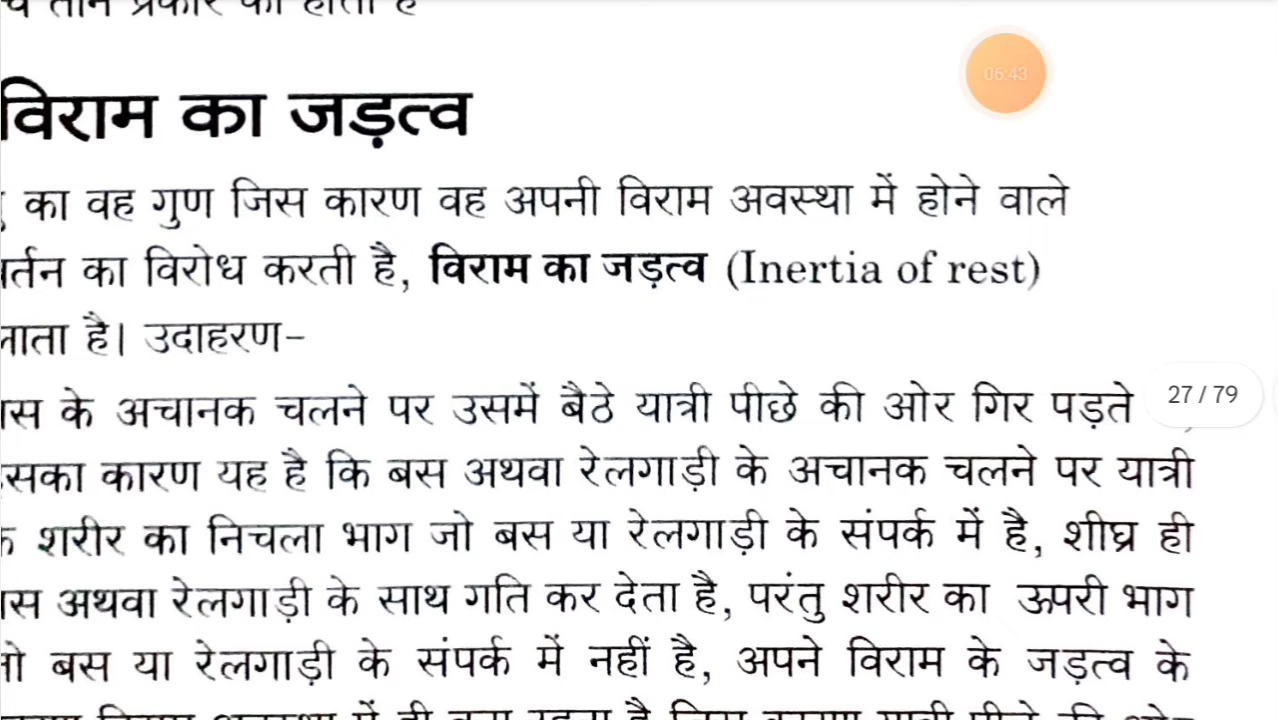 तीन प्रकार का होता है
06:43
विराम का जड़त्व
का वह गुण जिस कारण वह अपनी विराम अवस्था में होने वाले
का विरोध करती है, विराम का जड़त्व (Inertia of rest)
है। उदाहरण-
के अचानक चलने पर उसमें बैठे यात्री पीछे की ओर गिर पड़ते
27 / 79
कारण यह है कि बस अथवा रेलगाड़ी के अचानक चलने पर यात्री
शरीर का निचला भाग जो बस या रेलगाड़ी के संपर्क में है, शीघ्र ही
अथवा रेलगाड़ी के साथ गति कर देता है, परंतु शरीर का ऊपरी भाग
बस या रेलगाड़ी के संपर्क में नहीं है, अपने विराम के जड़त्व के